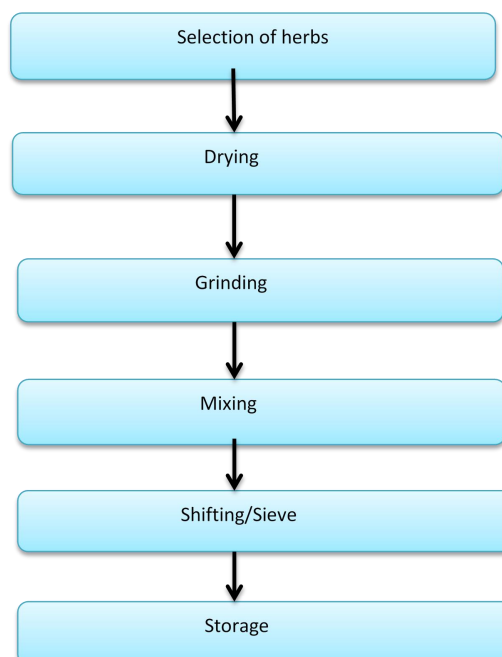 Selection of herbs
Drying
Grinding
Mixing
Shifting/Sieve
Storage